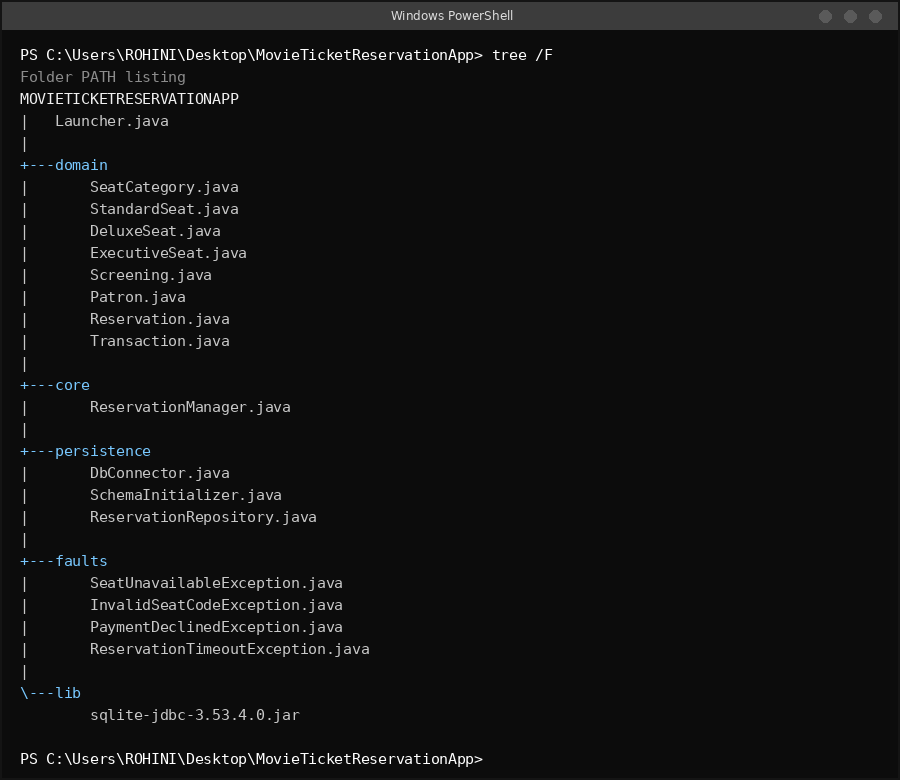 Windows PowerShell
PS C:\Users\ROHINI\Desktop\MovieTicketReservationApp> tree /F
Folder PATH listing
MOVIETICKETRESERVATIONAPP
|   Launcher.java
|
+---domain
|       SeatCategory.java
|       StandardSeat.java
|       DeluxeSeat.java
|       ExecutiveSeat.java
|       Screening.java
|       Patron.java
|       Reservation.java
|       Transaction.java
|
+---core
|       ReservationManager.java
|
+---persistence
|       DbConnector.java
|       SchemaInitializer.java
|       ReservationRepository.java
|
+---faults
|       SeatUnavailableException.java
|       InvalidSeatCodeException.java
|       PaymentDeclinedException.java
|       ReservationTimeoutException.java
|
\---lib
        sqlite-jdbc-3.53.4.0.jar
PS C:\Users\ROHINI\Desktop\MovieTicketReservationApp>